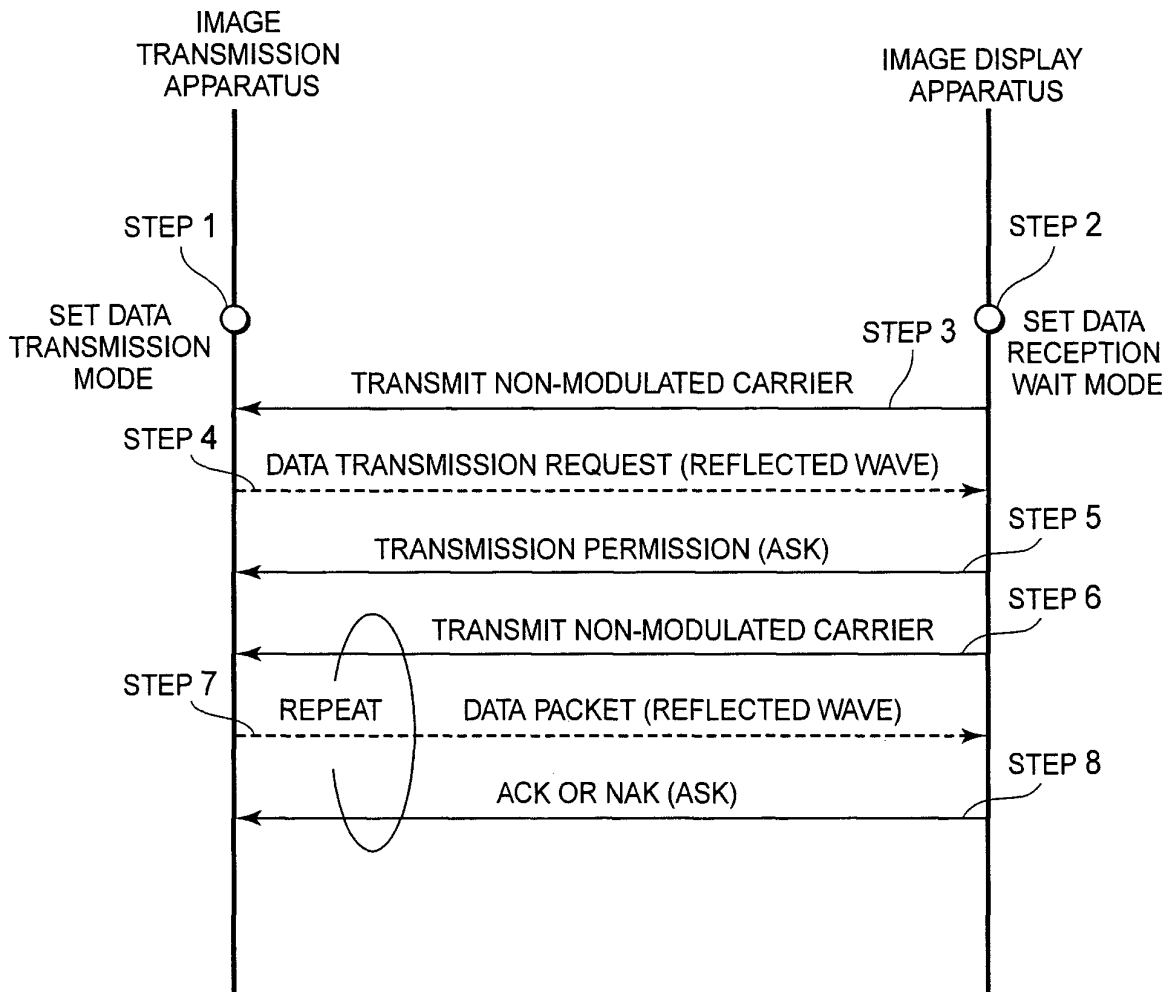 IMAGE
TRANSMISSION
APPARATUS
IMAGE DISPLAY
APPARATUS
STEP 1
STEP 2
SET DATA
TRANSMISSION
MODE
SET DATA
RECEPTION
WAIT MODE
STEP 3
TRANSMIT NON-MODULATED CARRIER
STEP 4
DATA TRANSMISSION REQUEST (REFLECTED WAVE)
STEP 5
TRANSMISSION PERMISSION (ASK)
STEP 6
TRANSMIT NON-MODULATED CARRIER
STEP 7
REPEAT
DATA PACKET (REFLECTED WAVE)
STEP 8
ACK OR NAK (ASK)